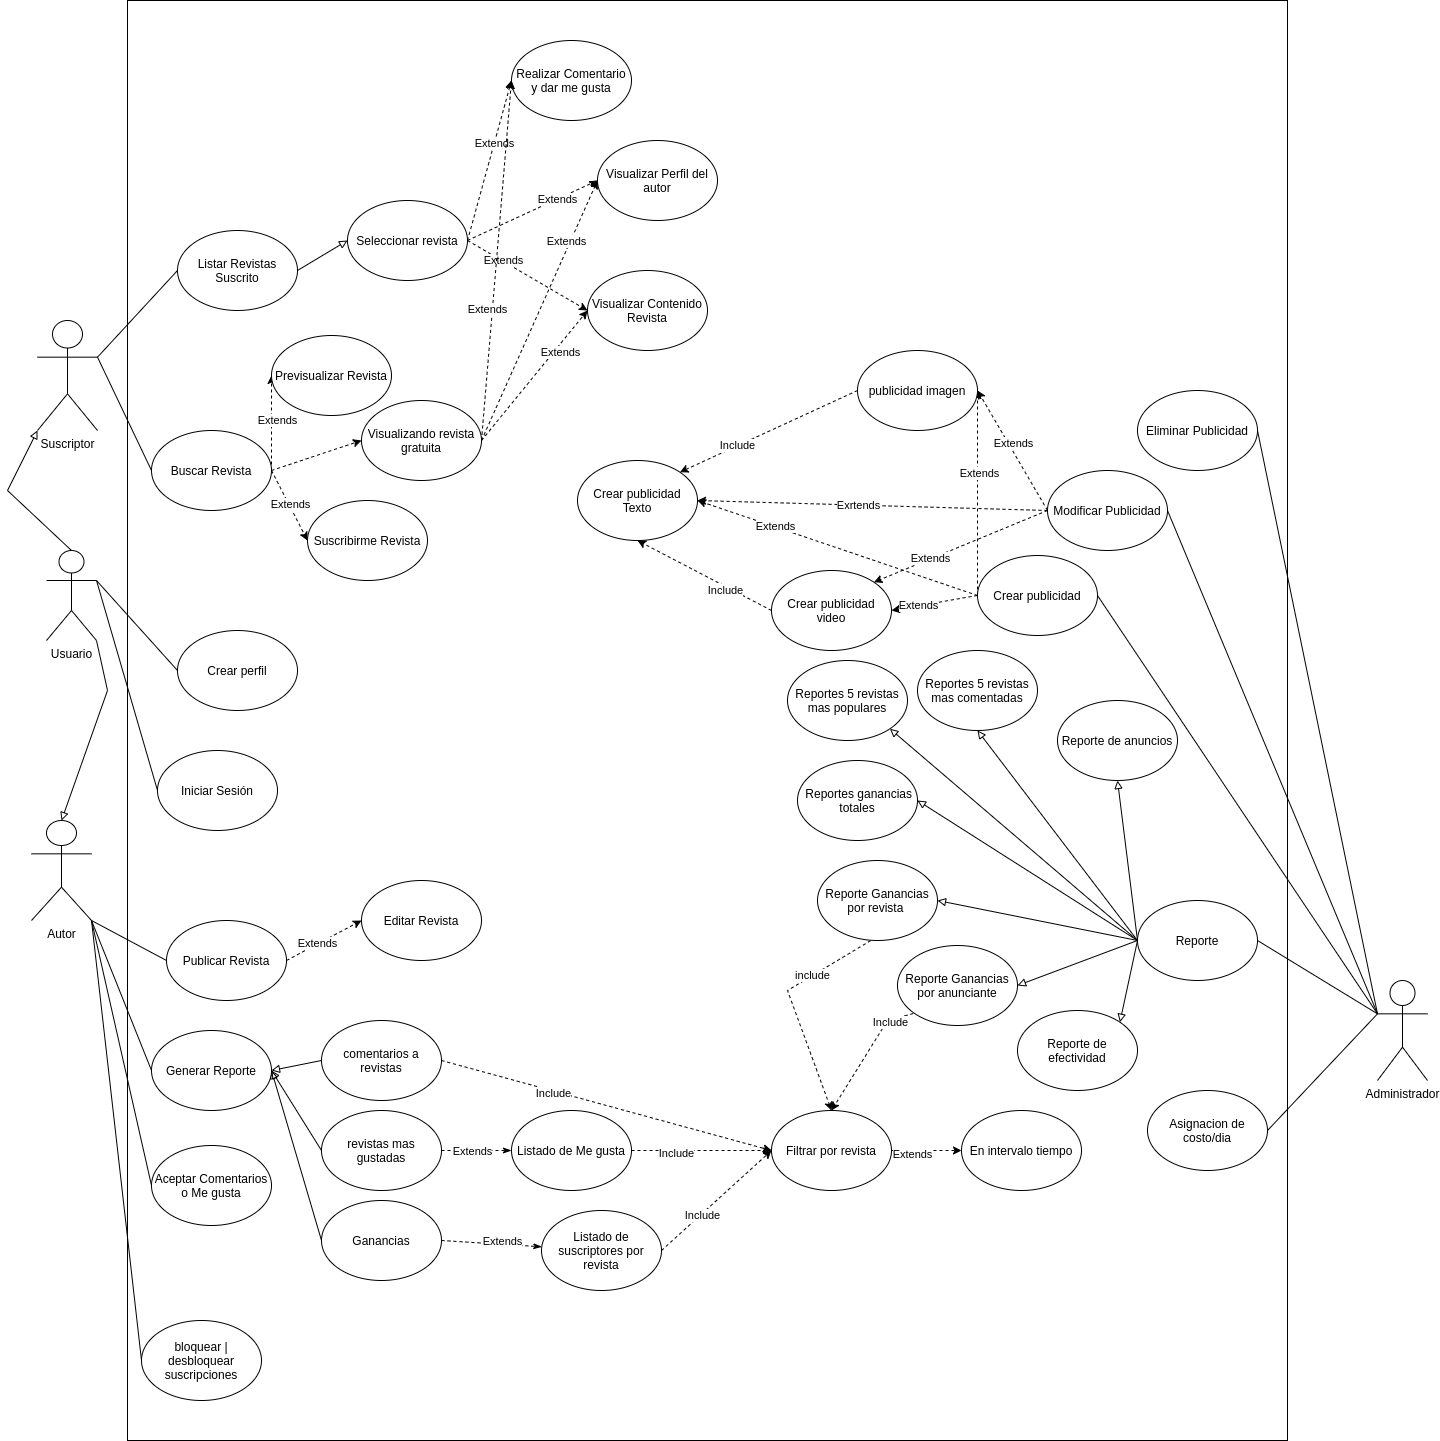 Realizar Comentario
y dar me gusta
Extends
Visualizar Perfil del
autor
Extends
Seleccionar revista
Extends
Listar Revistas
Suscrito
Extends
Visualizar Contenido
Revista
Extends
Extends
Previsualizar Revista
publicidad imagen
Suscriptor
Extends
Visualizando revista
gratuita
Eliminar Publicidad
Include
Extends
Buscar Revista
Extends
Extends
Crear publicidad
Texto
Exrtends
Modificar Publicidad
Suscribirme Revista
Extends
Extends
Include
Crear publicidad
video
Extends
Crear publicidad
Usuario
Crear perfil
Reportes 5 revistas
mas populares
Reportes 5 revistas
mas comentadas
Reporte de anuncios
Iniciar Sesión
Reportes ganancias
totales
Reporte Ganancias
por revista
Autor
Editar Revista
Extends
Publicar Revista
Reporte
include
Reporte Ganancias
por anunciante
Include
Reporte de
efectividad
comentarios a
revistas
Generar Reporte
Include
Administrador
Asignacion de
costo/dia
revistas mas
gustadas
Extends
Listado de Me gusta
Include
Filtrar por revista
Extends
En intervalo tiempo
Aceptar Comentarios
o Me gusta
Include
Ganancias
Extends
Listado de
suscriptores por
revista
bloquear |
desbloquear
suscripciones